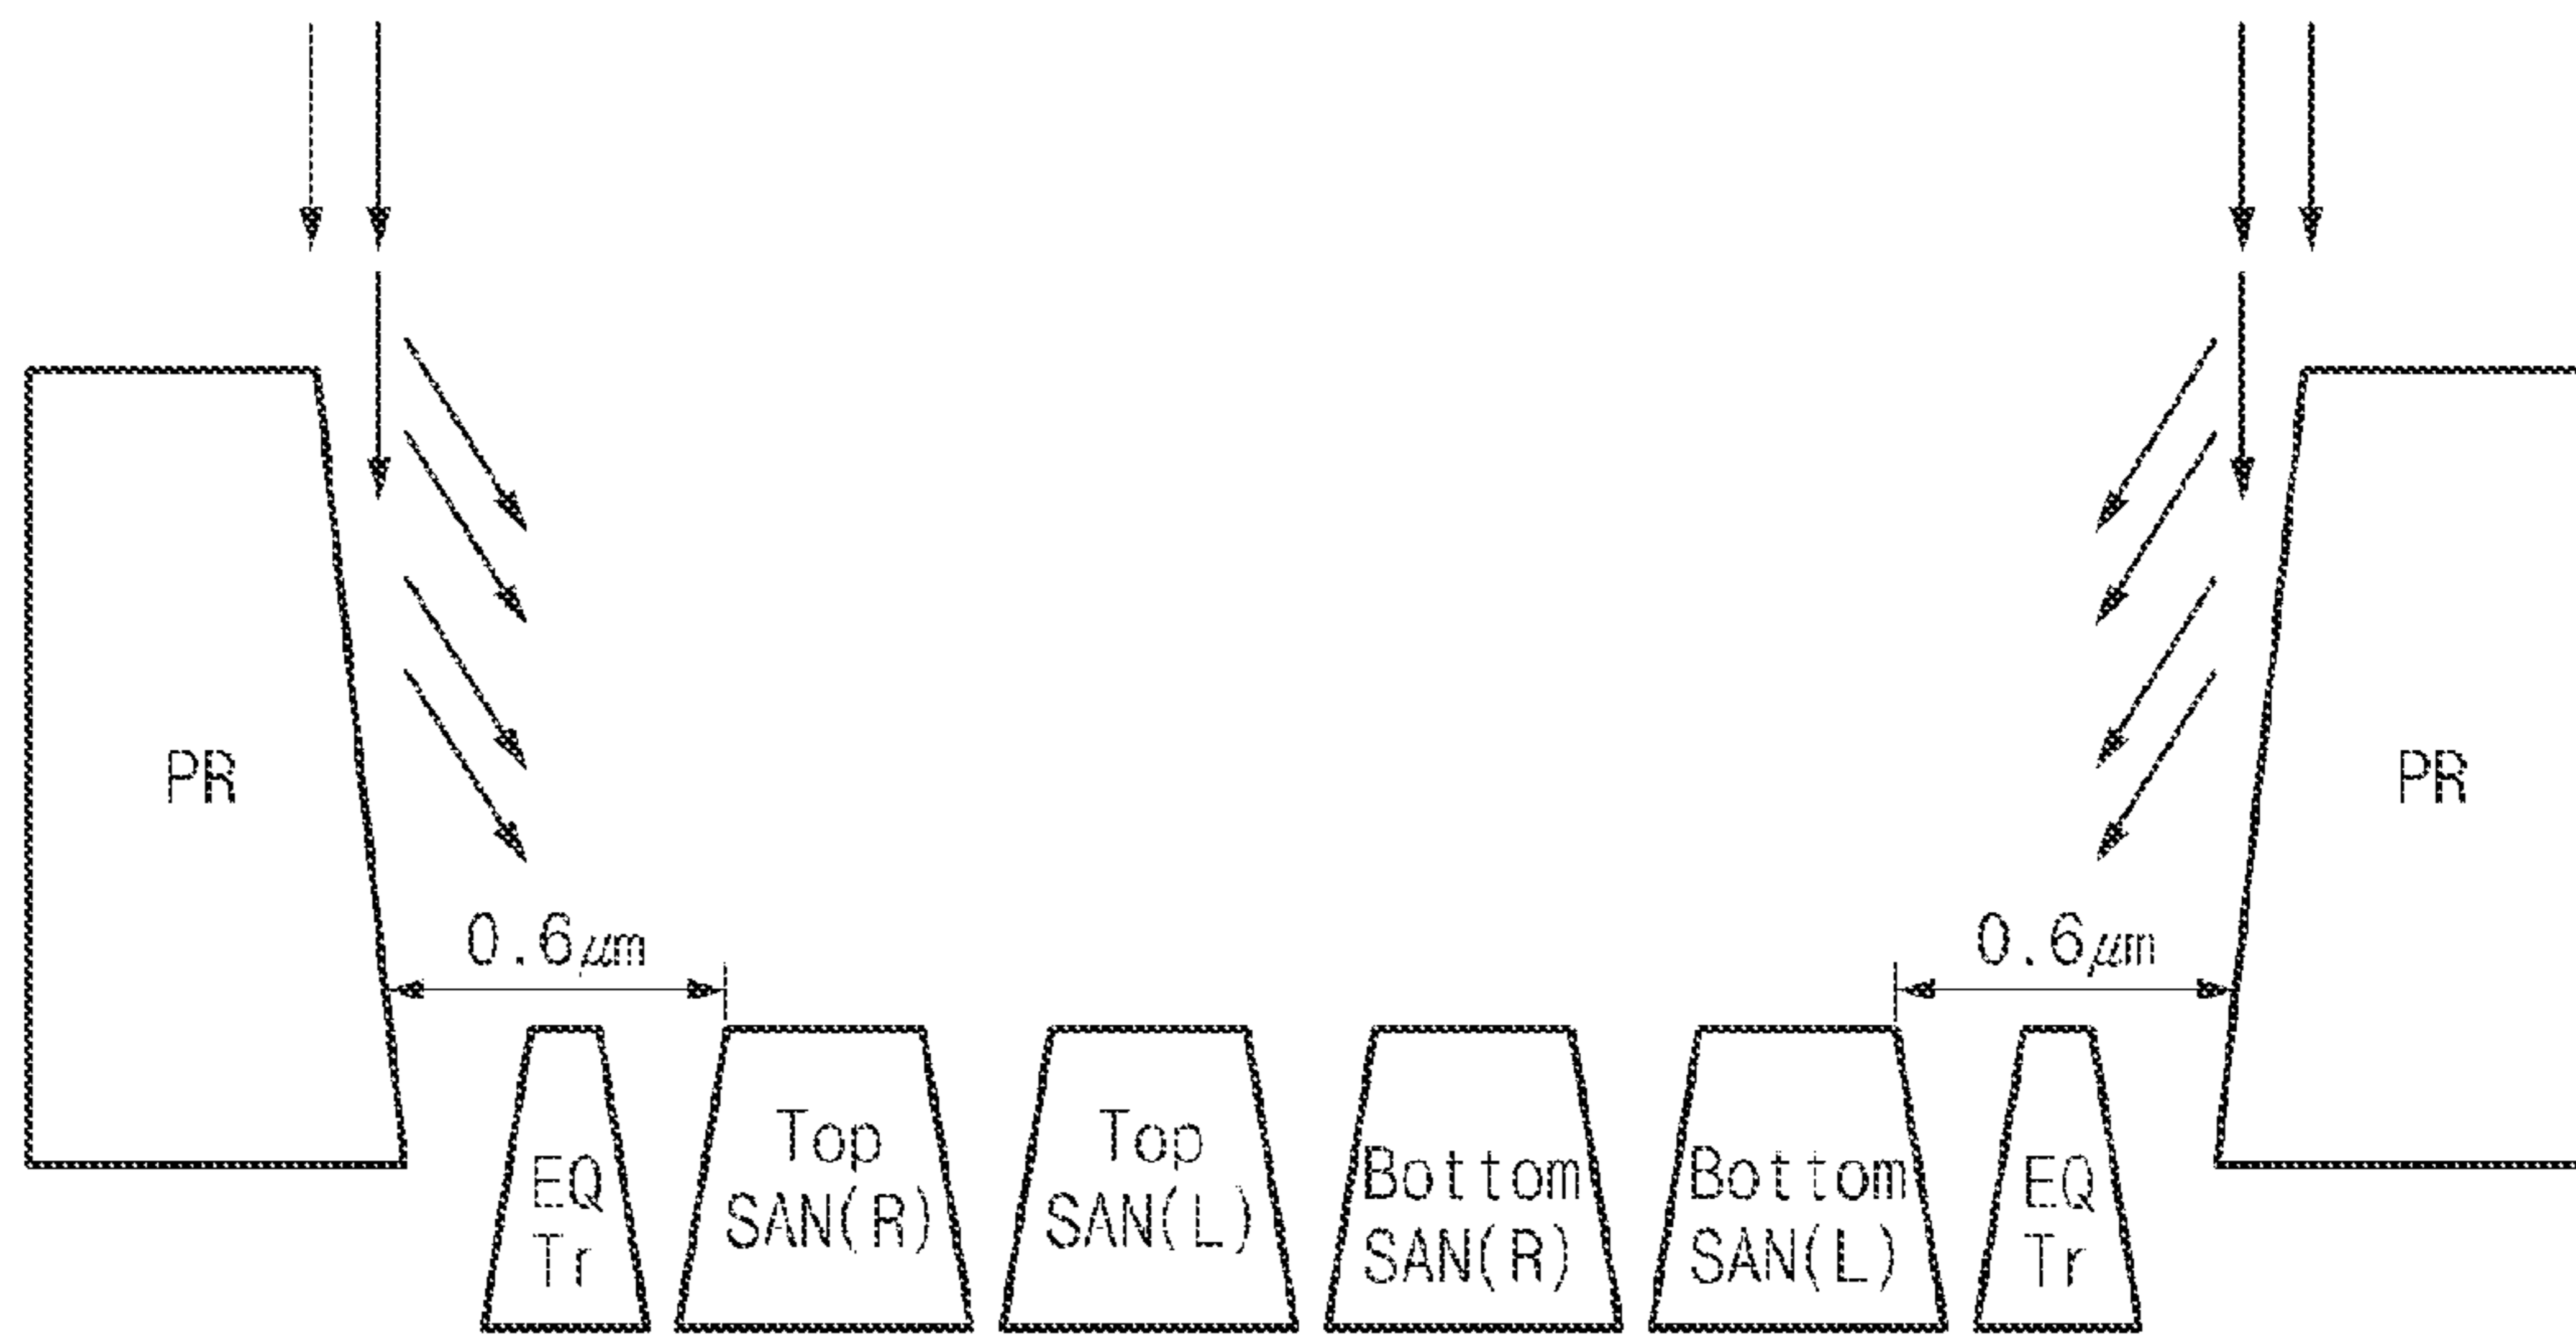 PR
PR
0.6μm
0.6μm
EQ
Tr
Top
SAN(R)
Top
SAN(L)
Bottom
SAN(R)
Bottom
SAN(L)
EQ
Tr